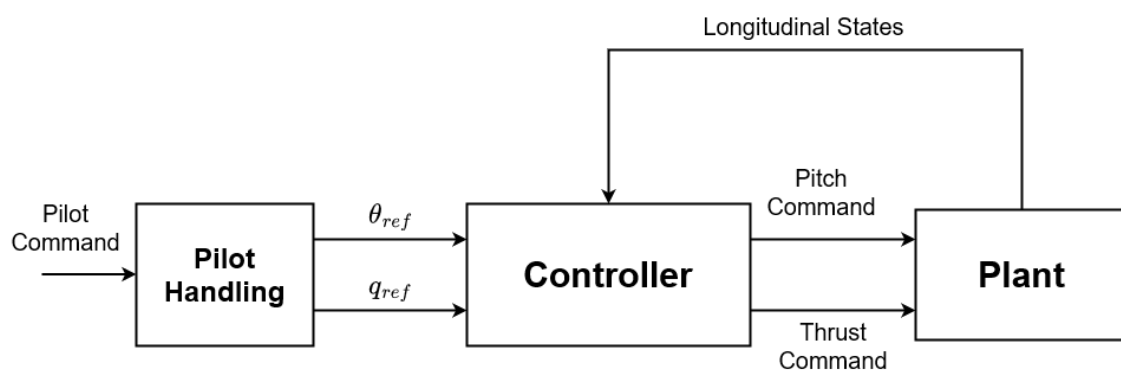 Longitudinal States
Pilot
Command
Pilot
Handling
θ_ref
q_ref
Controller
Pitch
Command
Thrust
Command
Plant